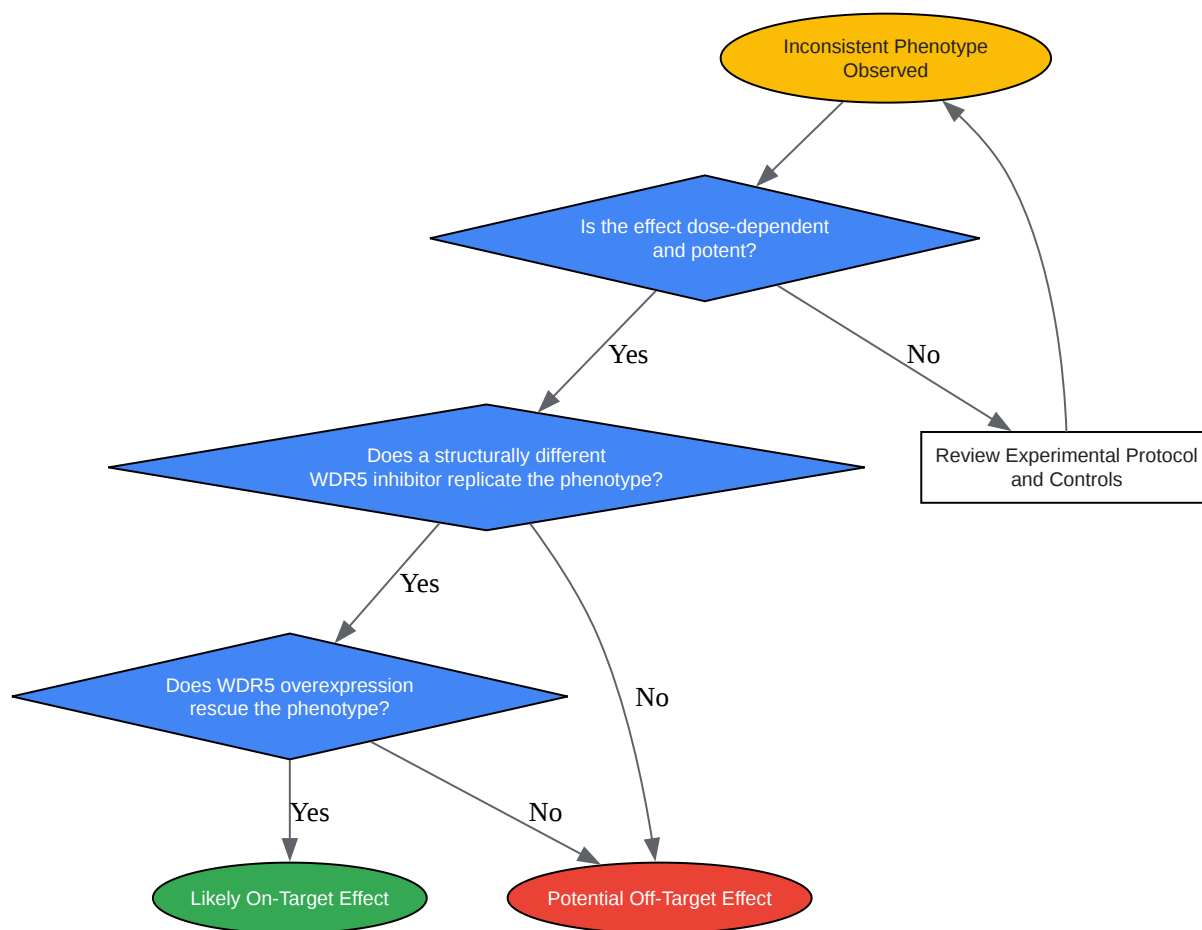 Inconsistent Phenotype
Observed
Is the effect dose-dependent
and potent?
Yes
No
Does a structurally different
WDR5 inhibitor replicate the phenotype?
Review Experimental Protocol
and Controls
Yes
No
Does WDR5 overexpression
rescue the phenotype?
Yes
No
Likely On-Target Effect
Potential Off-Target Effect